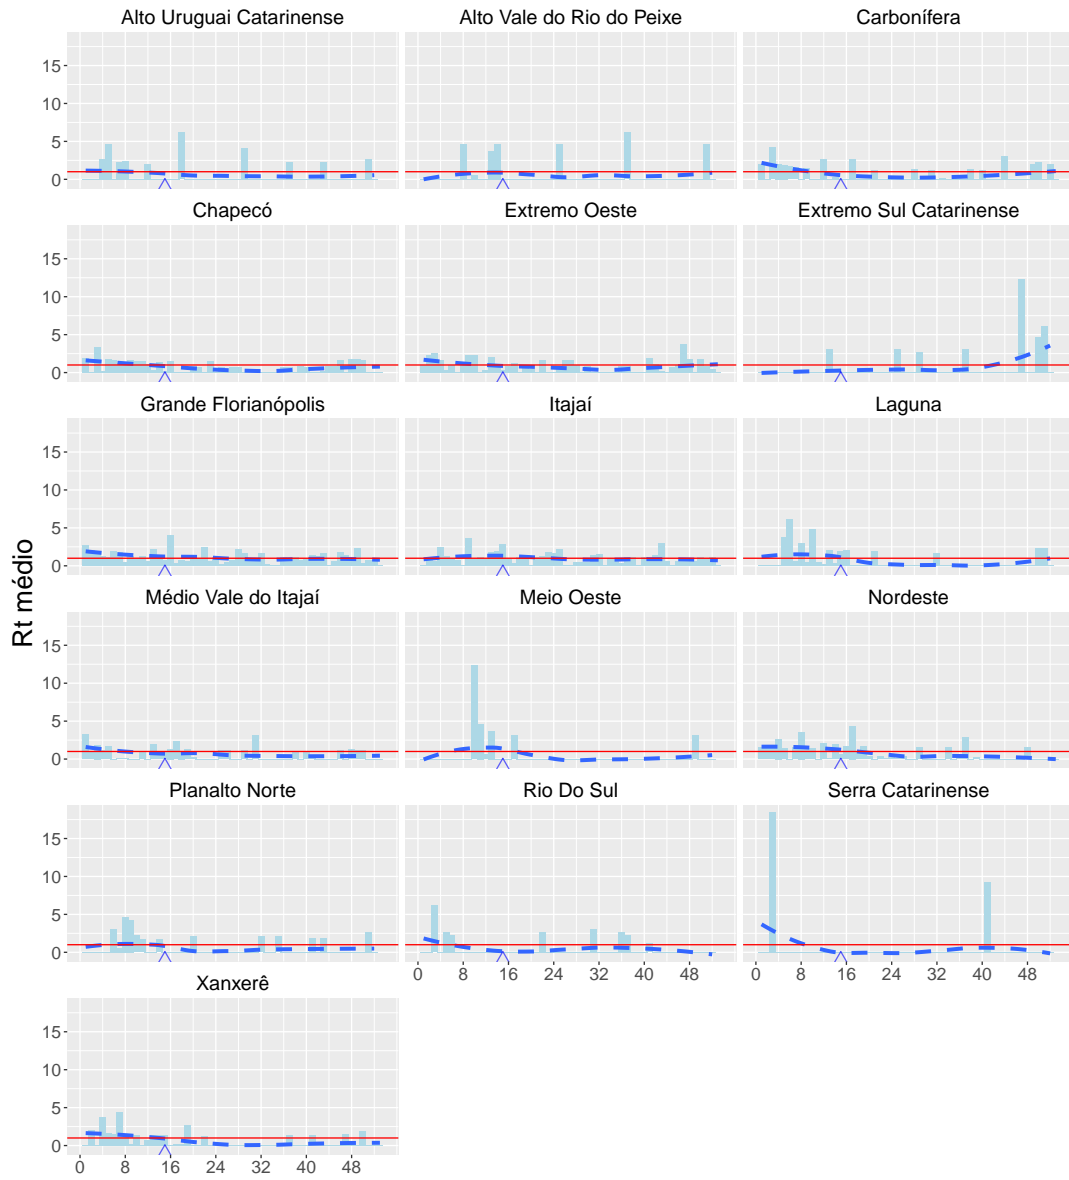 Alto Uruguai Catarinense Alto Vale do Rio do Peixe Carbonífera
15
10
5
0
Chapecó Extremo Oeste Extremo Sul Catarinense
15
10
5
0
Grande Florianópolis Itajaí Laguna
15
10
5
0
Rt médio
Médio Vale do Itajaí Meio Oeste Nordeste
15
10
5
0
Planalto Norte Rio Do Sul Serra Catarinense
15
10
5
0
0 8 16 24 32 40 48 0 8 16 24 32 40 48
Xanxerê
15
10
5
0
0 8 16 24 32 40 48